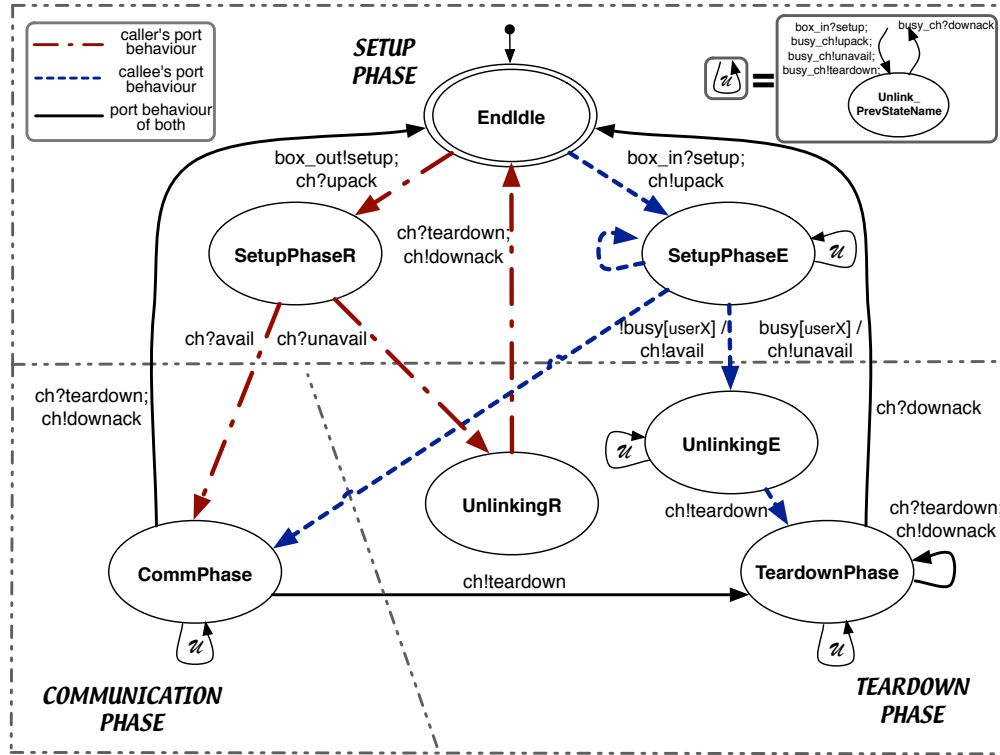 caller's port
behaviour
callee's port
behaviour
port behaviour
of both
SETUP
PHASE
box_in?setup;
busy_ch!upack;
busy_ch!unavail;
busy_ch!teardown;
busy_ch?downack
U
=
Unlink_
PrevStateName
EndIdle
box_out!setup;
ch?upack
box_in?setup;
ch!upack
SetupPhaseR
ch?teardown;
ch!downack
SetupPhaseE
U
ch?avail
ch?unavail
!busy[userX] /
ch!avail
busy[userX] /
ch!unavail
ch?teardown;
ch!downack
ch?downack
UnlinkingE
U
UnlinkingR
ch!teardown
ch?teardown;
ch!downack
CommPhase
ch!teardown
TeardownPhase
U
U
COMMUNICATION
PHASE
TEARDOWN
PHASE